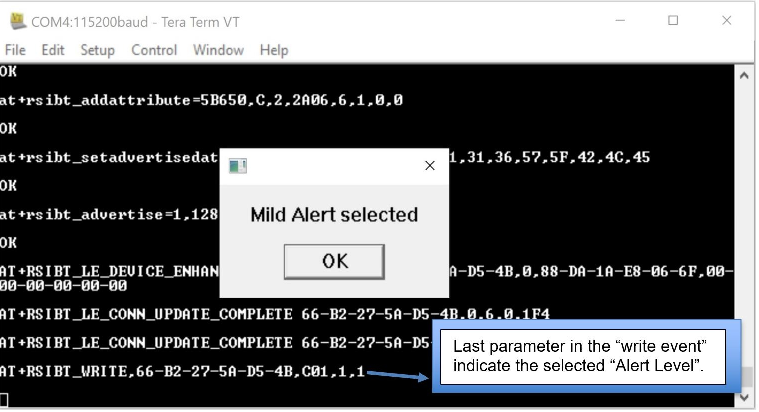 COM4:115200baud - Tera Term VT
File Edit Setup Control Window Help
OK
at+rsibt_addattribute=5B650,C,2,2A06,6,1,0,0
OK
at+rsibt_setadvertisedat 1,31,36,57,5F,42,4C,45
OK
at+rsibt_advertise=1,128
OK
AT+RSIBT_LE_DEVICE_ENHAN A-D5-4B,0,88-DA-1A-E8-06-6F,00-
00-00-00-00-00
AT+RSIBT_LE_CONN_UPDATE_COMPLETE 66-B2-27-5A-D5-4B,0,6,0,1F4
AT+RSIBT_LE_CONN_UPDATE_COMPLETE 66-B2-27-5A-D5-
AT+RSIBT_WRITE,66-B2-27-5A-D5-4B,C01,1,1
Mild Alert selected
OK
Last parameter in the “write event”
indicate the selected “Alert Level”.